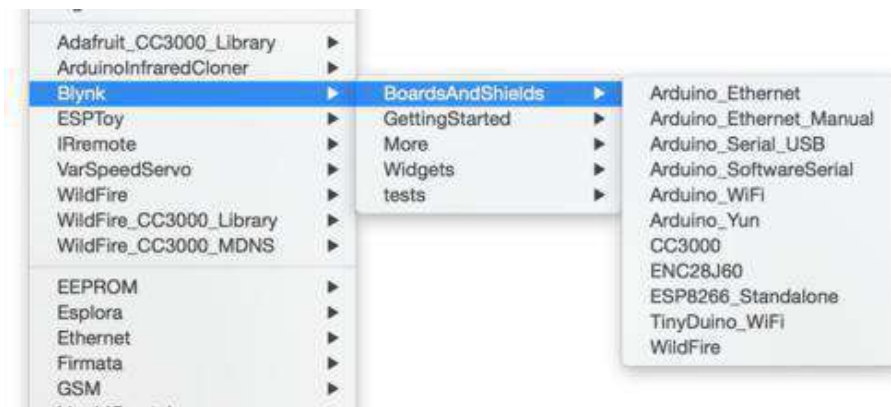 Adafruit_CC3000_Library
ArduinoInfraredCloner
Blynk
ESPToy
IRremote
VarSpeedServo
WildFire
WildFire_CC3000_Library
WildFire_CC3000_MDNS
EEPROM
Esplora
Ethernet
Firmata
GSM
BoardsAndShields
GettingStarted
More
Widgets
tests
Arduino_Ethernet
Arduino_Ethernet_Manual
Arduino_Serial_USB
Arduino_SoftwareSerial
Arduino_WiFi
Arduino_Yun
CC3000
ENC28J60
ESP8266_Standalone
TinyDuino_WiFi
WildFire